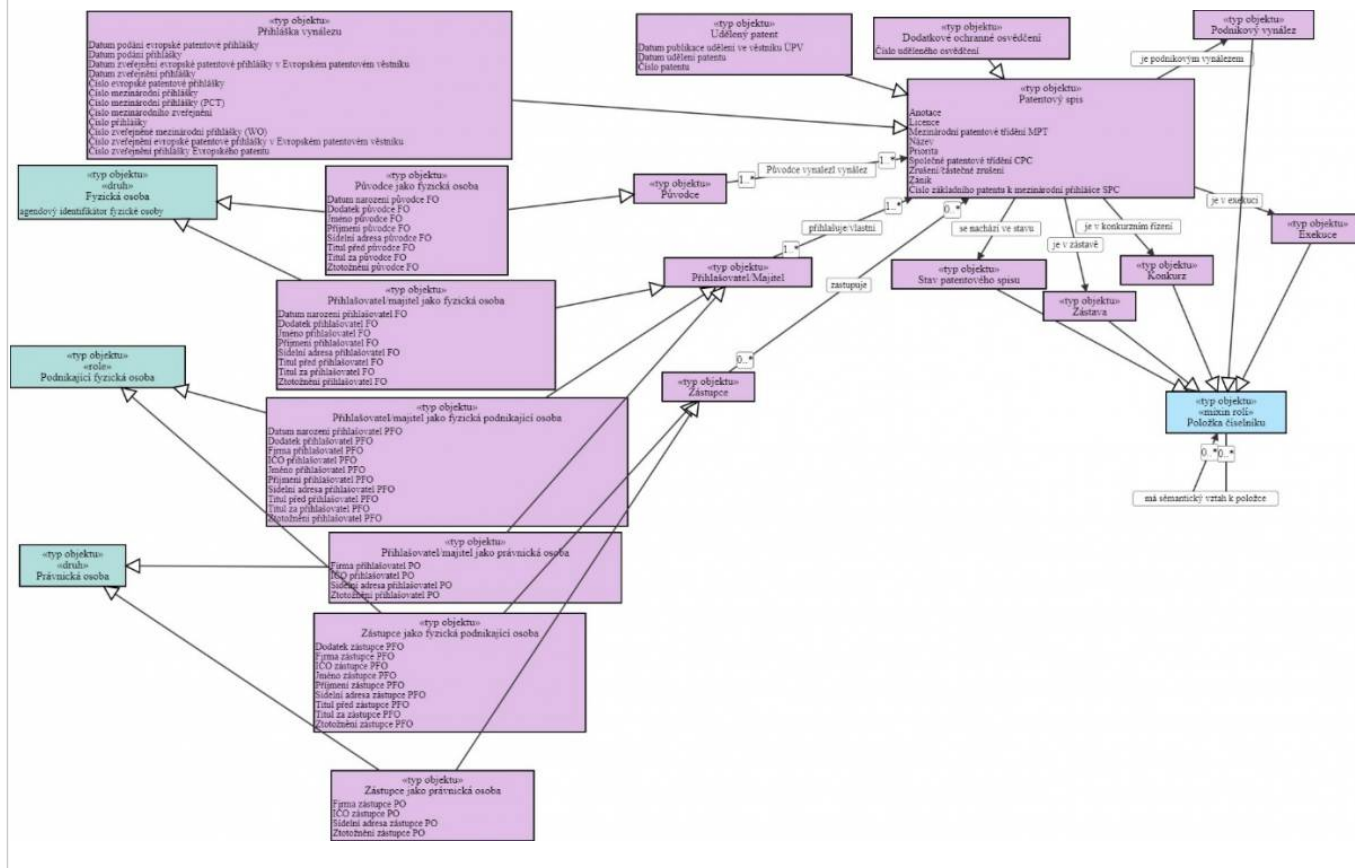 «typ objektu»
Přihláška vynálezu
Datum podání evropské patentové přihlášky
Datum podání přihlášky
Datum zveřejnění evropské patentové přihlášky v Evropském patentovém věstníku
Datum zveřejnění přihlášky
Číslo evropské patentové přihlášky
Číslo mezinárodní přihlášky
Číslo mezinárodní přihlášky (PCT)
Číslo mezinárodního zveřejnění
Číslo přihlášky
Číslo zveřejněné mezinárodní přihlášky (WO)
Číslo zveřejnění evropské patentové přihlášky v Evropském patentovém věstníku
Číslo zveřejnění přihlášky Evropského patentu
«typ objektu»
Udělený patent
Datum publikace udělení ve věstníku ÚPV
Datum udělení patentu
Číslo patentu
«typ objektu»
Dodatkové ochranné osvědčení
Číslo uděleného osvědčení
«typ objektu»
Podnikový vynález
je podnikovým vynálezem
«typ objektu»
Patentový spis
Anotace
Licence
Mezinárodní patentové třídění MPT
Název
Priorita
Společné patentové třídění CPC
Zrušení/částečné zrušení
Zánik
Číslo základního patentu k mezinárodní přihlášce SPC
«typ objektu»
«druh»
Fyzická osoba
agendový identifikátor fyzické osoby
«typ objektu»
Původce jako fyzická osoba
Datum narození původce FO
Dodatek původce FO
Jméno původce FO
Příjmení původce FO
Sídelní adresa původce FO
Titul před původce FO
Titul za původce FO
Ztotožnění původce FO
«typ objektu»
Původce
1..*
Původce vynalezl vynález
1..*
1..*
0..*
přihlašuje/vlastní
1..*
«typ objektu»
Přihlašovatel/Majitel
zastupuje
se nachází ve stavu
je v zástavě
je v konkurzním řízení
je v exekuci
«typ objektu»
Exekuce
«typ objektu»
Stav patentového spisu
«typ objektu»
Konkurz
«typ objektu»
Zástava
«typ objektu»
Přihlašovatel/majitel jako fyzická osoba
Datum narození přihlašovatel FO
Dodatek přihlašovatel FO
Jméno přihlašovatel FO
Příjmení přihlašovatel FO
Sídelní adresa přihlašovatel FO
Titul před přihlašovatel FO
Titul za přihlašovatel FO
Ztotožnění přihlašovatel FO
«typ objektu»
«role»
Podnikající fyzická osoba
0..*
«typ objektu»
Zástupce
«typ objektu»
Přihlašovatel/majitel jako fyzická podnikající osoba
Datum narození přihlašovatel PFO
Dodatek přihlašovatel PFO
Firma přihlašovatel PFO
IČO přihlašovatel PFO
Jméno přihlašovatel PFO
Příjmení přihlašovatel PFO
Sídelní adresa přihlašovatel PFO
Titul před přihlašovatel PFO
Titul za přihlašovatel PFO
Ztotožnění přihlašovatel PFO
«typ objektu»
«mixin rolí»
Položka číselníku
0..*
0..*
má sémantický vztah k položce
«typ objektu»
«druh»
Právnická osoba
«typ objektu»
Přihlašovatel/majitel jako právnická osoba
Firma přihlašovatel PO
IČO přihlašovatel PO
Sídelní adresa přihlašovatel PO
Ztotožnění přihlašovatel PO
«typ objektu»
Zástupce jako fyzická podnikající osoba
Dodatek zástupce PFO
Firma zástupce PFO
IČO zástupce PFO
Jméno zástupce PFO
Příjmení zástupce PFO
Sídelní adresa zástupce PFO
Titul před zástupce PFO
Titul za zástupce PFO
Ztotožnění zástupce PFO
«typ objektu»
Zástupce jako právnická osoba
Firma zástupce PO
IČO zástupce PO
Sídelní adresa zástupce PO
Ztotožnění zástupce PO